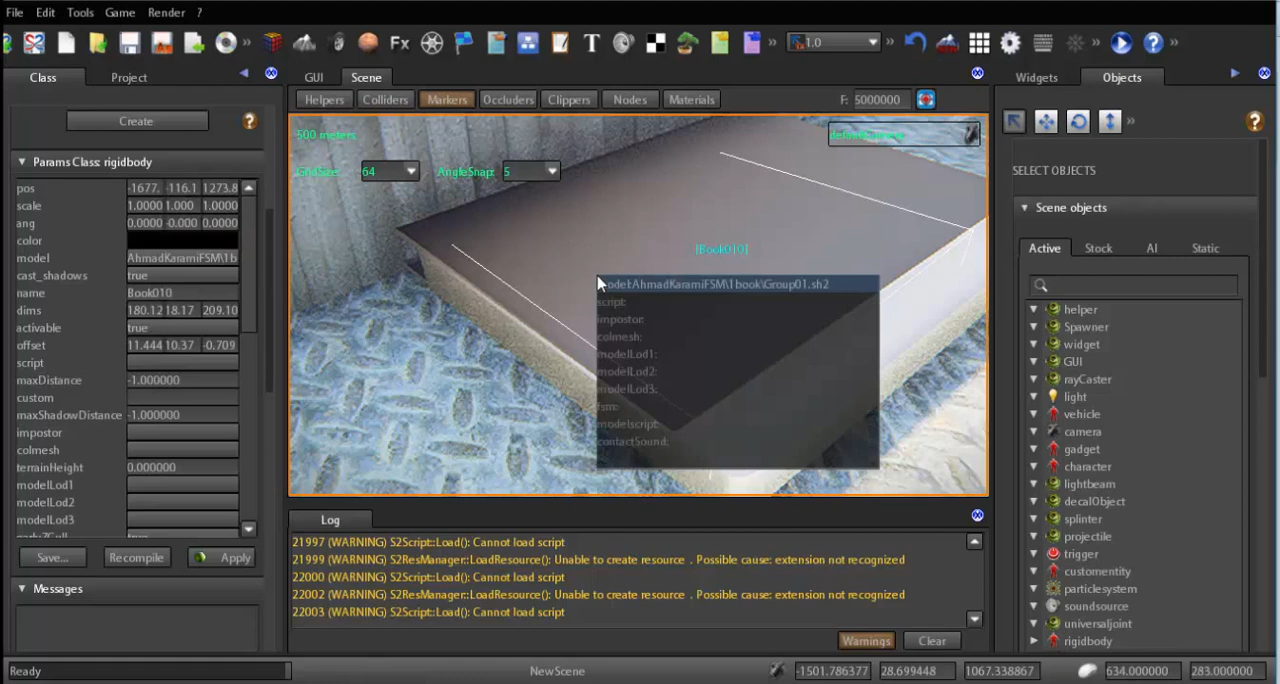 File Edit Tools Game Render ?
Fx T 1.0
Class Project
GUI Scene
Widgets Objects
Helpers Colliders Markers Occluders Clippers Nodes Materials F: 5000000
Create
Params Class: rigidbody
pos -1677. -116.1 1273.8
scale 1.0000 1.000 1.0000
ang 0.0000 -0.000 0.0000
color
model AhmadKaramiFSM\1b
cast_shadows true
name Book010
dims 180.12 18.17 209.10
activable true
offset 11.444 10.37 -0.709
script
maxDistance -1.000000
custom
maxShadowDistance -1.000000
impostor
colmesh
terrainHeight 0.000000
modelLod1
modelLod2
modelLod3
Save... Recompile Apply
Messages
500 meters
GridSize: 64 AngleSnap: 5
[Book010]
model:AhmadKaramiFSM\1book\Group01.sh2
script:
impostor:
colmesh:
modelLod1:
modelLod2:
modelLod3:
fsm:
modelscript:
contactSound:
Log
21997 (WARNING) S2Script::Load(): Cannot load script
21999 (WARNING) S2ResManager::LoadResource(): Unable to create resource . Possible cause: extension not recognized
22000 (WARNING) S2Script::Load(): Cannot load script
22002 (WARNING) S2ResManager::LoadResource(): Unable to create resource . Possible cause: extension not recognized
22003 (WARNING) S2Script::Load(): Cannot load script
Warnings Clear
SELECT OBJECTS
Scene objects
Active Stock AI Static
helper
Spawner
widget
GUI
rayCaster
light
vehicle
camera
gadget
character
lightbeam
decalObject
splinter
projectile
trigger
customentity
particlesystem
soundsource
universaljoint
rigidbody
Ready NewScene -1501.786377 28.699448 1067.338867 634.000000 283.000000